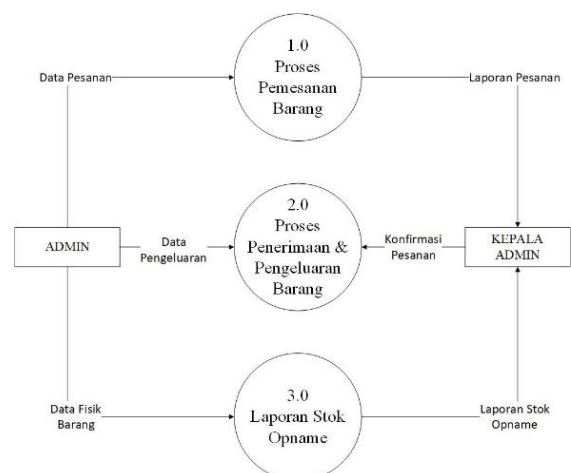 1.0
Proses
Pemesanan
Barang
Data Pesanan
Laporan Pesanan
2.0
Proses
Penerimaan &
Pengeluaran
Barang
ADMIN
Data
Pengeluaran
Konfirmasi
Pesanan
KEPALA
ADMIN
3.0
Laporan Stok
Opname
Data Fisik
Barang
Laporan Stok
Opname